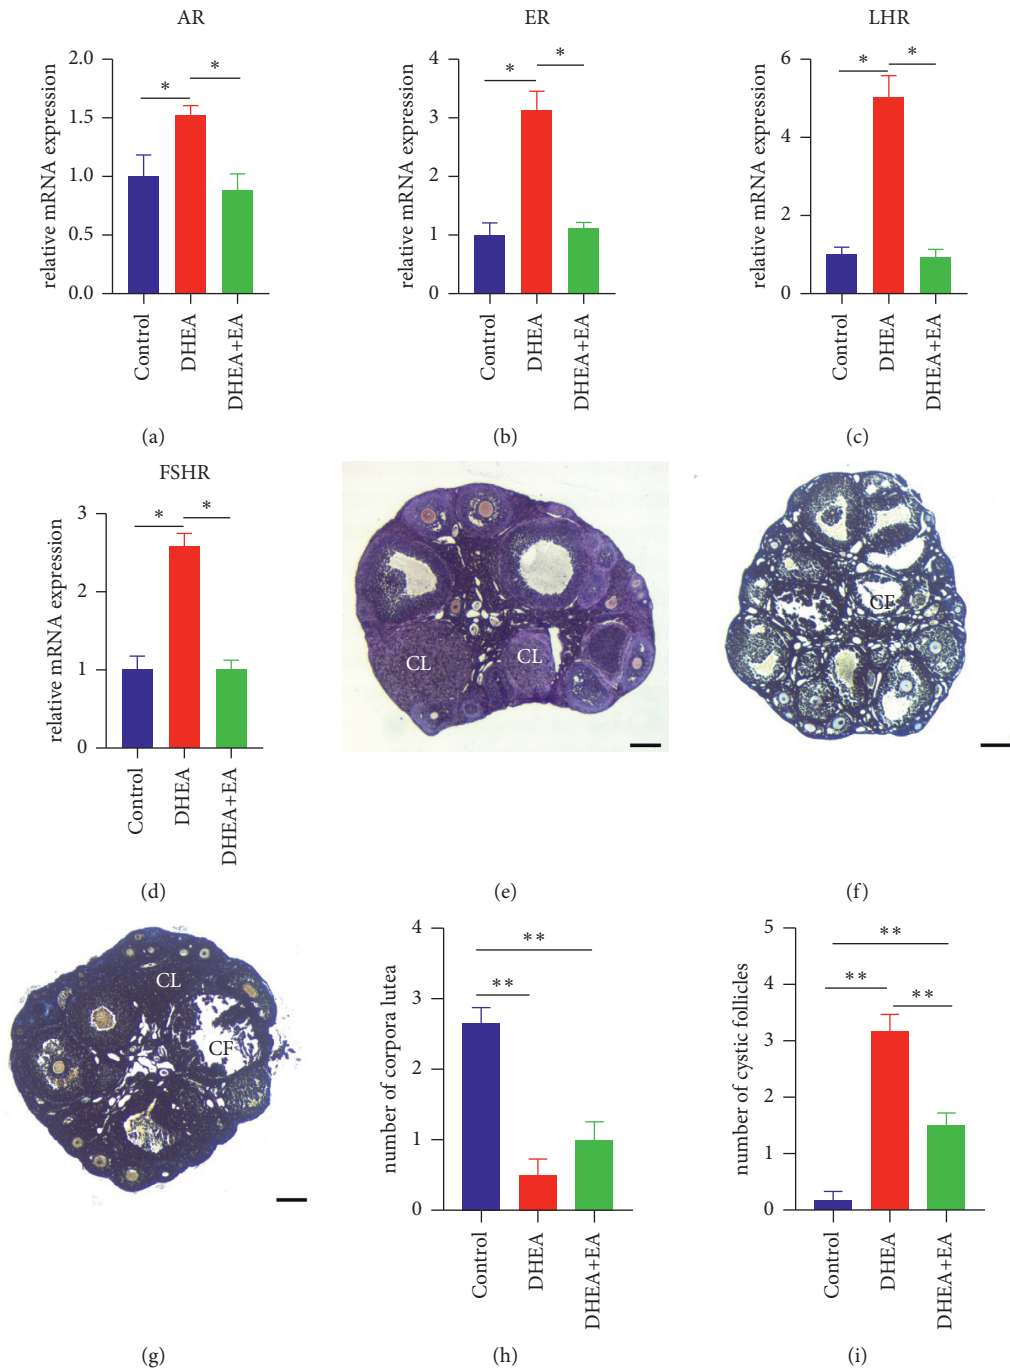 AR
relative mRNA expression
2.0
1.5
1.0
0.5
0.0
*
*
Control
DHEA
DHEA+EA
(a)
ER
relative mRNA expression
4
3
2
1
0
*
*
Control
DHEA
DHEA+EA
(b)
LHR
relative mRNA expression
6
4
2
0
*
*
Control
DHEA
DHEA+EA
(c)
FSHR
relative mRNA expression
3
2
1
0
*
*
Control
DHEA
DHEA+EA
(d)
CL
CL
(e)
CF
(f)
CL
CF
(g)
number of corpora lutea
4
3
2
1
0
**
**
Control
DHEA
DHEA+EA
(h)
number of cystic follicles
5
4
3
2
1
0
**
**
**
Control
DHEA
DHEA+EA
(i)